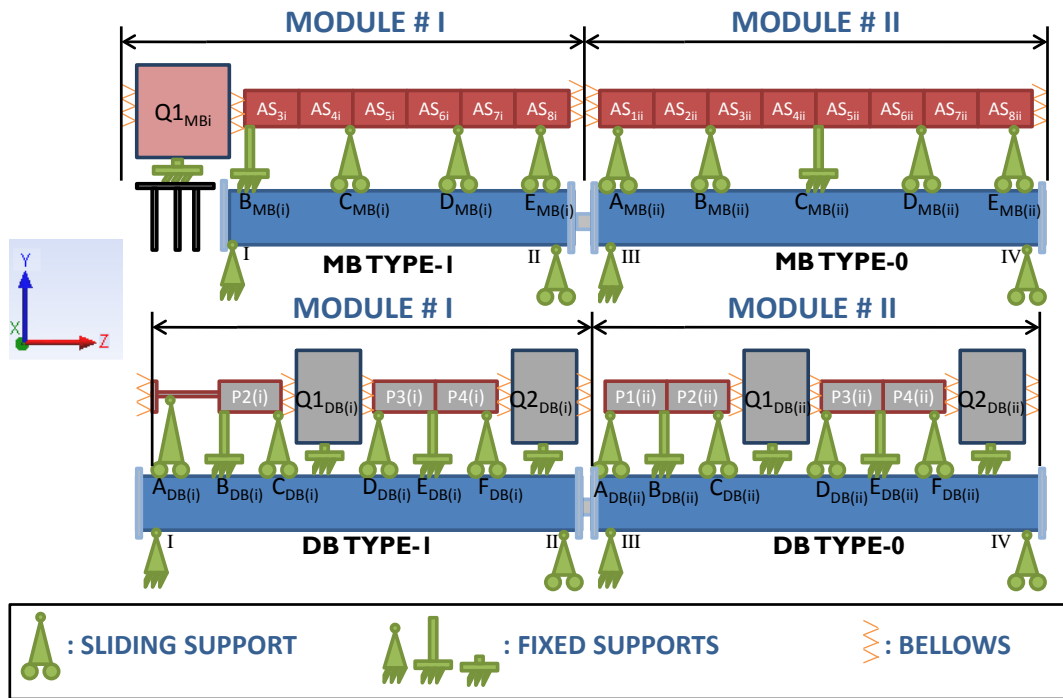 MODULE # I MODULE # II
Q1MBi AS3i AS4i AS5i AS6i AS7i AS8i AS1ii AS2ii AS3ii AS4ii AS5ii AS6ii AS7ii AS8ii
BMB(i) CMB(i) DMB(i) EMB(i) AMB(ii) BMB(ii) CMB(ii) DMB(ii) EMB(ii)
I II III IV
MB TYPE-I MB TYPE-0
Y
X Z
MODULE # I MODULE # II
P2(i) Q1DB(i) P3(i) P4(i) Q2DB(i) P1(ii) P2(ii) Q1DB(ii) P3(ii) P4(ii) Q2DB(ii)
ADB(i) BDB(i) CDB(i) DDB(i) EDB(i) FDB(i) ADB(ii) BDB(ii) CDB(ii) DDB(ii) EDB(ii) FDB(ii)
I II III IV
DB TYPE-I DB TYPE-0
: SLIDING SUPPORT : FIXED SUPPORTS : BELLOWS